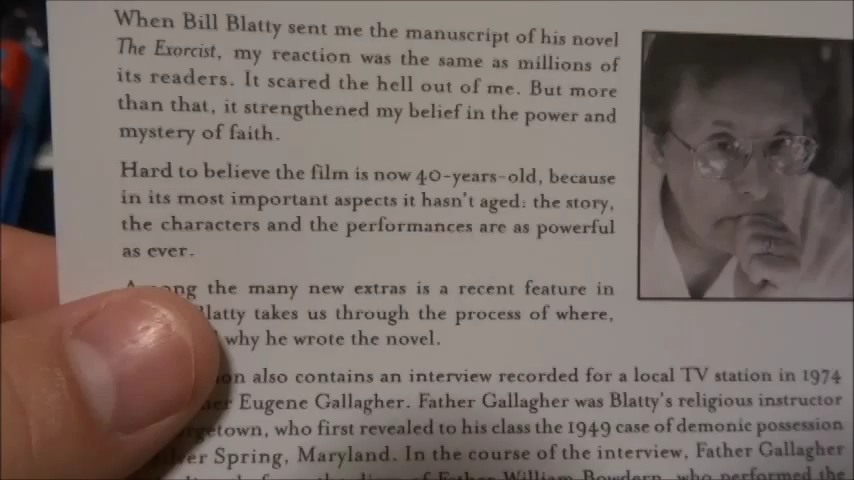 When Bill Blatty sent me the manuscript of his novel
The Exorcist, my reaction was the same as millions of
its readers. It scared the hell out of me. But more
than that, it strengthened my belief in the power and
mystery of faith.
Hard to believe the film is now 40-years-old, because
in its most important aspects it hasn't aged: the story,
the characters and the performances are as powerful
as ever.
Among the many new extras is a recent feature in
Blatty takes us through the process of where,
why he wrote the novel.
also contains an interview recorded for a local TV station in 1974
Eugene Gallagher. Father Gallagher was Blatty's religious instructor
who first revealed to his class the 1949 case of demonic possession
Spring, Maryland. In the course of the interview, Father Gallagher
Father William Bowdern, who performed the